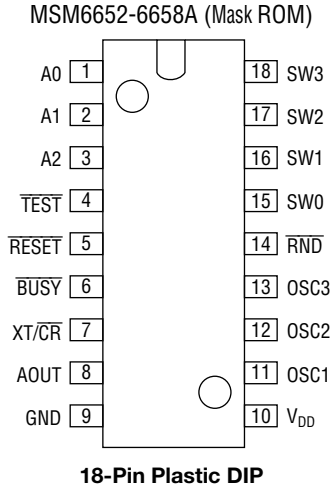 MSM6652-6658A (Mask ROM)
A0 1 18 SW3
A1 2 17 SW2
A2 3 16 SW1
TEST 4 15 SW0
RESET 5 14 RND
BUSY 6 13 OSC3
XT/CR 7 12 OSC2
AOUT 8 11 OSC1
GND 9 10 VDD
18-Pin Plastic DIP